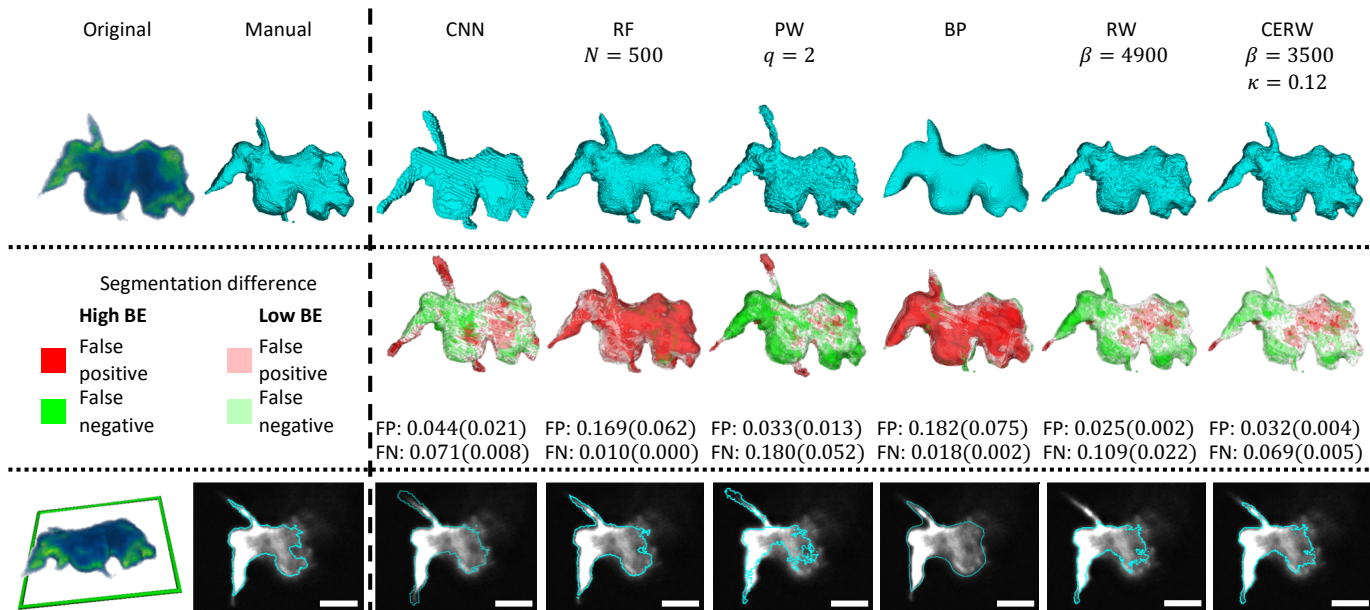 Original Manual CNN RF PW BP RW CERW
N = 500 q = 2 β = 4900 β = 3500
κ = 0.12
Segmentation difference
High BE Low BE
False positive False positive
False negative False negative
FP: 0.044(0.021) FP: 0.169(0.062) FP: 0.033(0.013) FP: 0.182(0.075) FP: 0.025(0.002) FP: 0.032(0.004)
FN: 0.071(0.008) FN: 0.010(0.000) FN: 0.180(0.052) FN: 0.018(0.002) FN: 0.109(0.022) FN: 0.069(0.005)